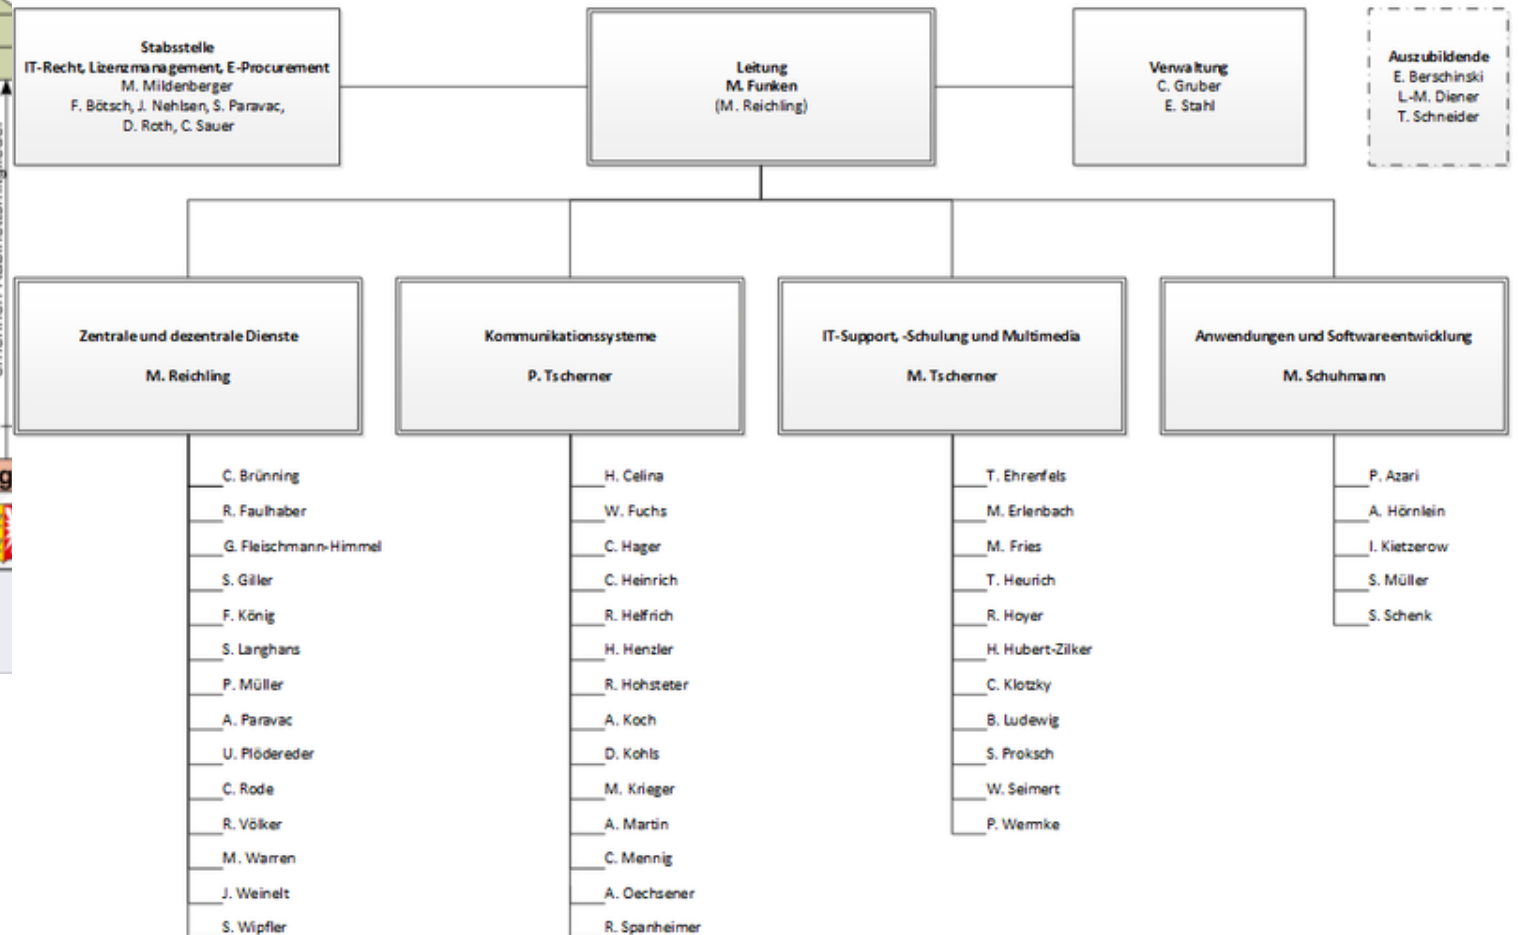 Stabsstelle
IT-Recht, Lizenzmanagement, E-Procurement
M. Mildenberger
F. Bötsch, J. Nehlsen, S. Paravac,
D. Roth, C. Sauer
Leitung
M. Funken
(M. Reichling)
Verwaltung
C. Gruber
E. Stahl
Auszubildende
E. Berschinski
L.-M. Diener
T. Schneider
Zentrale und dezentrale Dienste
M. Reichling
Kommunikationssysteme
P. Tscherner
IT-Support, -Schulung und Multimedia
M. Tscherner
Anwendungen und Softwareentwicklung
M. Schuhmann
C. Brünning
R. Faulhaber
G. Fleischmann-Himmel
S. Giller
F. König
S. Langhans
P. Müller
A. Paravac
U. Plödereder
C. Rode
R. Völker
M. Warren
J. Weinelt
S. Wipfler
H. Celina
W. Fuchs
C. Hager
C. Heinrich
R. Helfrich
H. Henzler
R. Hohsteter
A. Koch
D. Kohls
M. Krieger
A. Martin
C. Mennig
A. Oechsener
R. Spanheimer
T. Ehrenfels
M. Erlenbach
M. Fries
T. Heurich
R. Hoyer
H. Hubert-Zilker
C. Klotzky
B. Ludewig
S. Proksch
W. Seimert
P. Wermke
P. Azari
A. Hörnlein
I. Kietzerow
S. Müller
S. Schenk